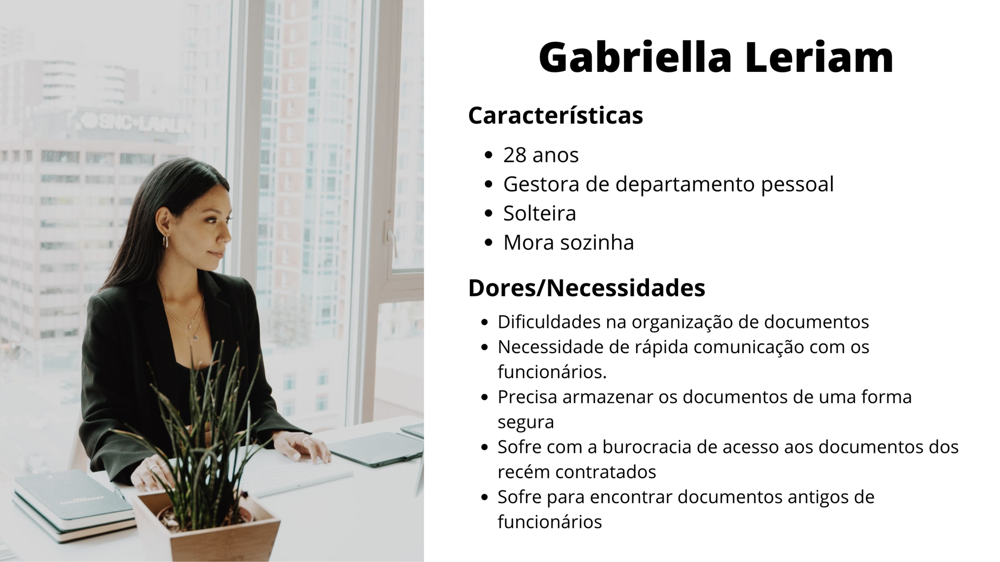 Gabriella Leriam
Características
• 28 anos
• Gestora de departamento pessoal
• Solteira
• Mora sozinha
Dores/Necessidades
• Dificuldades na organização de documentos
• Necessidade de rápida comunicação com os
funcionários.
• Precisa armazenar os documentos de uma forma
segura
• Sofre com a burocracia de acesso aos documentos dos
recém contratados
• Sofre para encontrar documentos antigos de
funcionários
SNC•LAVALIN